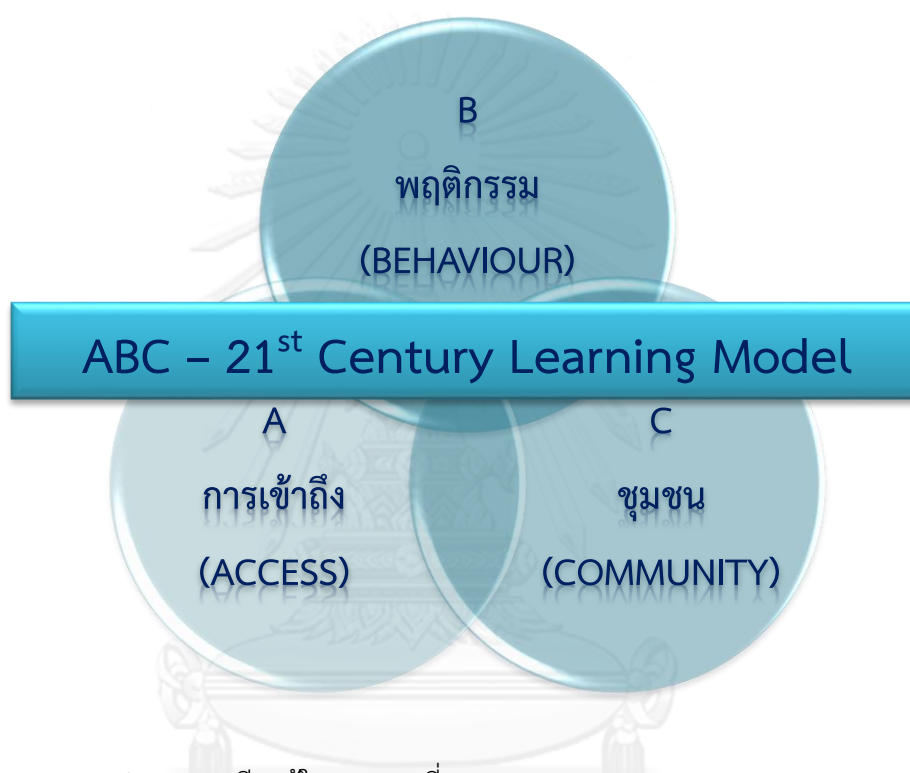 B
พฤติกรรม
(BEHAVIOUR)
ABC – 21st Century Learning Model
A
การเข้าถึง
(ACCESS)
C
ชุมชน
(COMMUNITY)